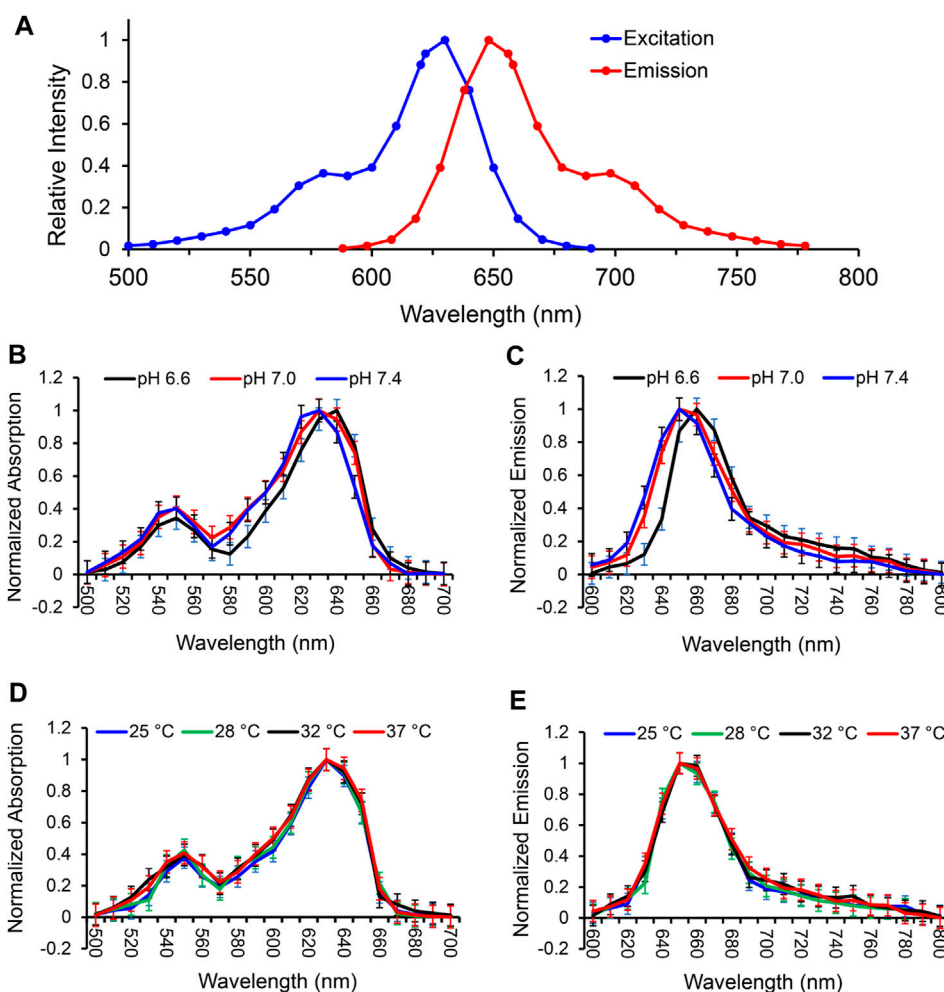 A
Relative Intensity
1
0.8
0.6
0.4
0.2
0
Excitation
Emission
500 550 600 650 700 750 800
Wavelength (nm)
B
Normalized Absorption
pH 6.6 pH 7.0 pH 7.4
1.2
1
0.8
0.6
0.4
0.2
0
-0.2
500 520 540 560 580 600 620 640 660 680 700
Wavelength (nm)
C
Normalized Emission
pH 6.6 pH 7.0 pH 7.4
1.2
1
0.8
0.6
0.4
0.2
0
-0.2
600 620 640 660 680 700 720 740 760 780 800
Wavelength (nm)
D
Normalized Absorption
25 °C 28 °C 32 °C 37 °C
1.2
1
0.8
0.6
0.4
0.2
0
-0.2
500 520 540 560 580 600 620 640 660 680 700
Wavelength (nm)
E
Normalized Emission
25 °C 28 °C 32 °C 37 °C
1.2
1
0.8
0.6
0.4
0.2
0
-0.2
600 620 640 660 680 700 720 740 760 780 800
Wavelength (nm)